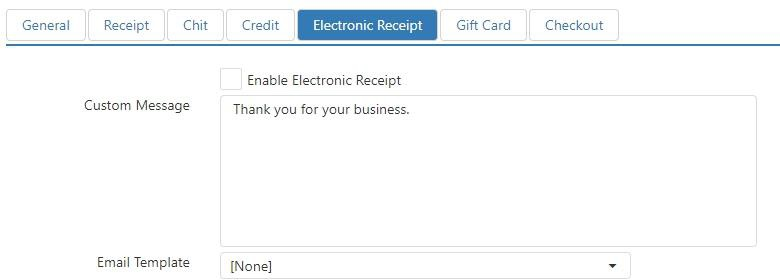 General Receipt Chit Credit Electronic Receipt Gift Card Checkout
Enable Electronic Receipt
Custom Message Thank you for your business.
Email Template [None]